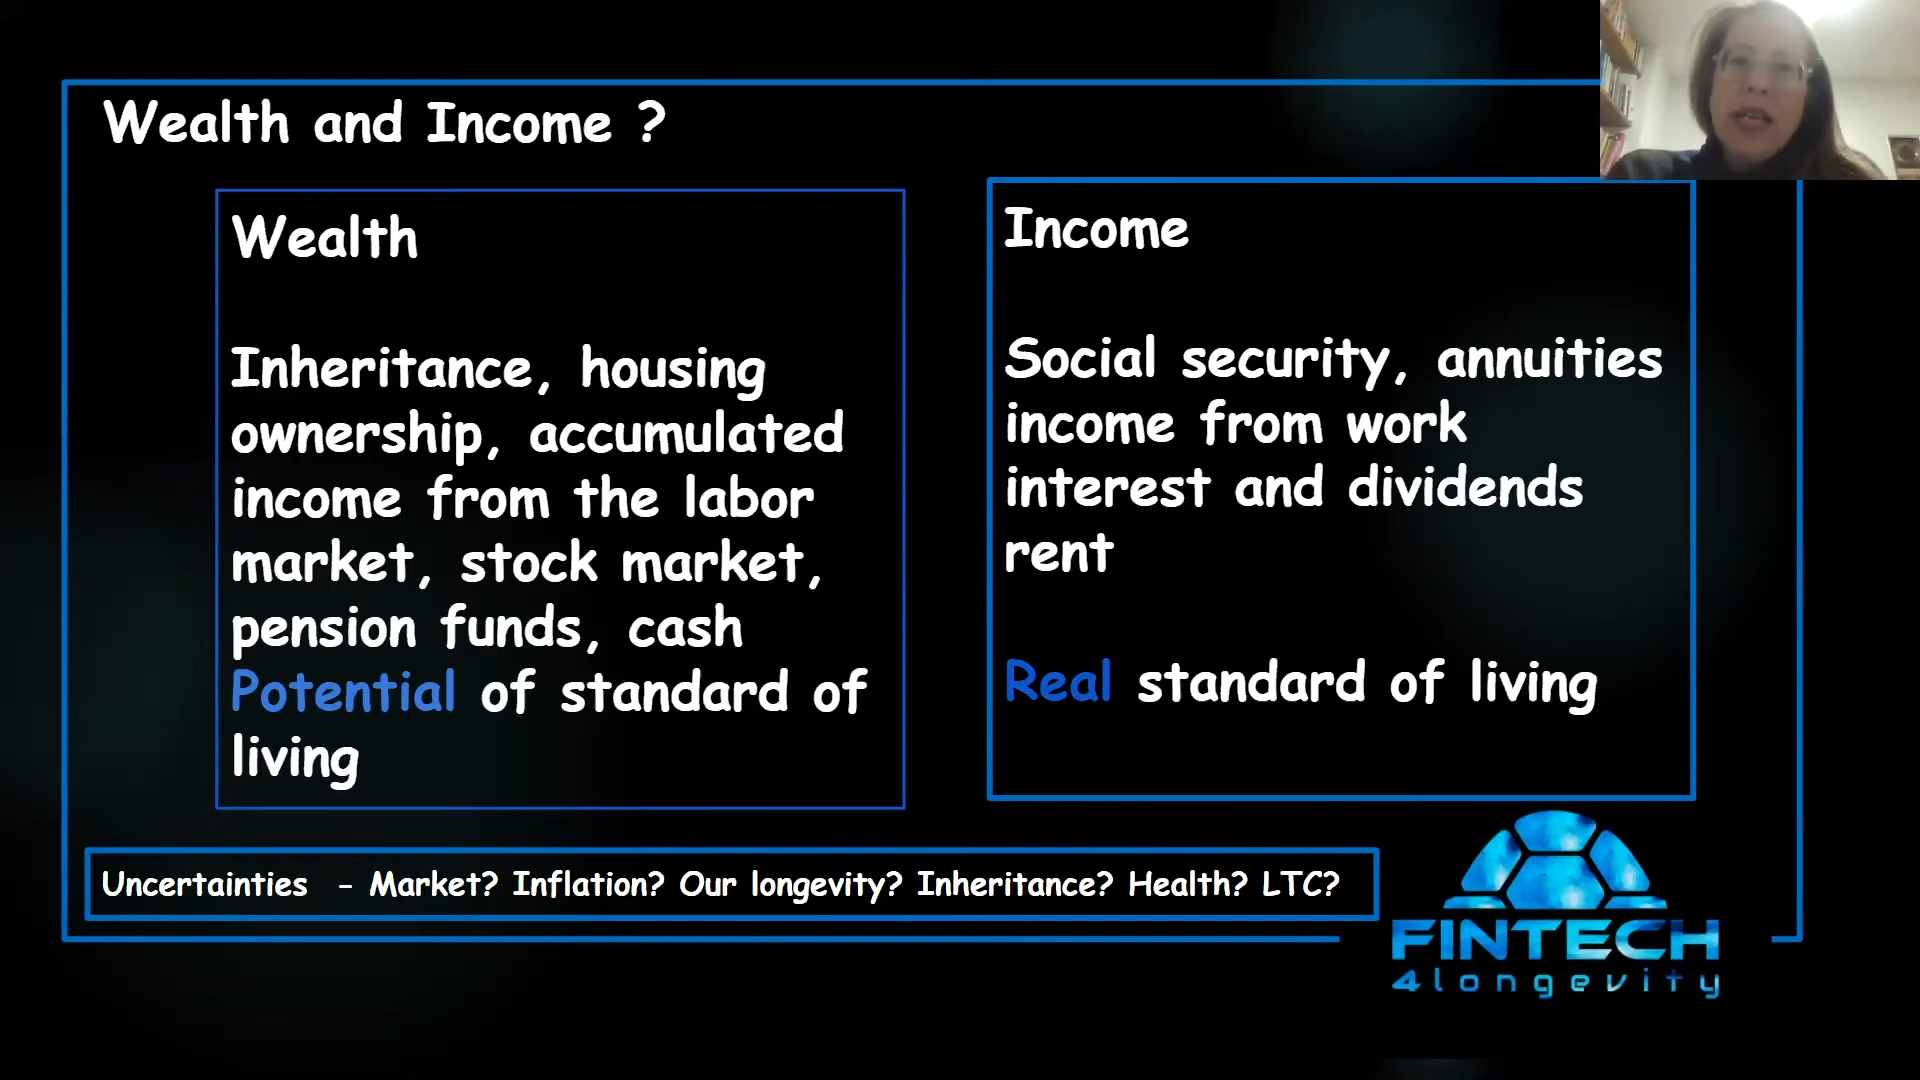 Wealth and Income ?
Wealth
Inheritance, housing
ownership, accumulated
income from the labor
market, stock market,
pension funds, cash
Potential of standard of
living
Income
Social security, annuities
income from work
interest and dividends
rent
Real standard of living
Uncertainties - Market? Inflation? Our longevity? Inheritance? Health? LTC?
FINTECH
4longevity